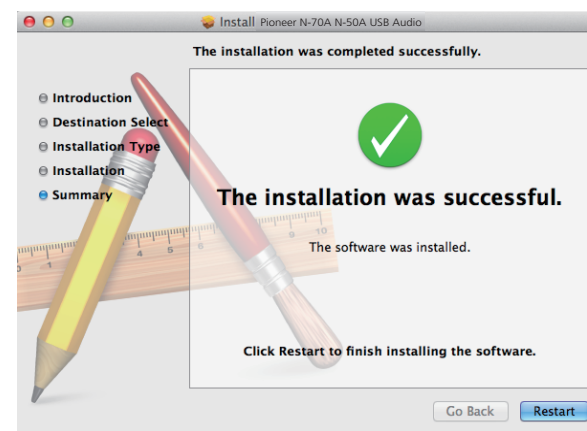 Install Pioneer N-70A N-50A USB Audio
The installation was completed successfully.
Introduction
Destination Select
Installation Type
Installation
Summary
The installation was successful.
The software was installed.
Click Restart to finish installing the software.
Go Back
Restart